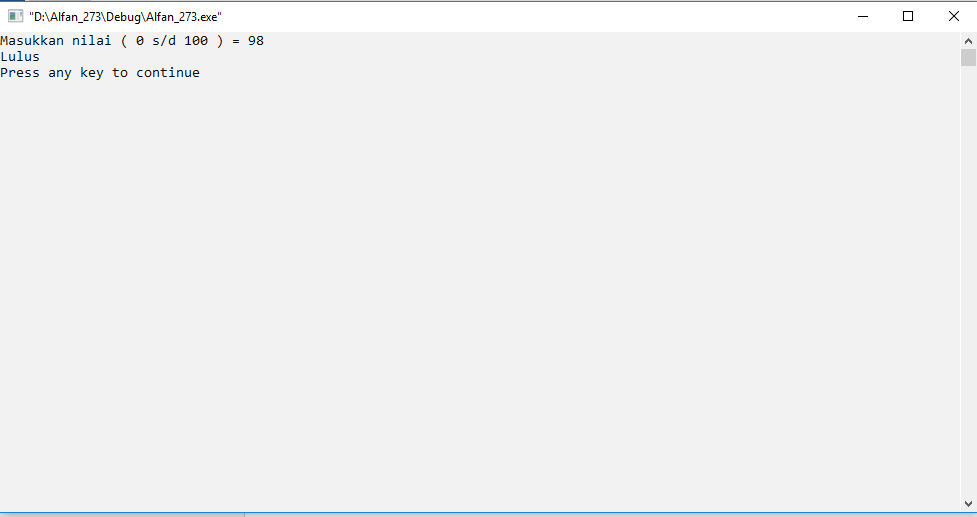 "D:\Alfan_273\Debug\Alfan_273.exe"
Masukkan nilai ( 0 s/d 100 ) = 98
Lulus
Press any key to continue